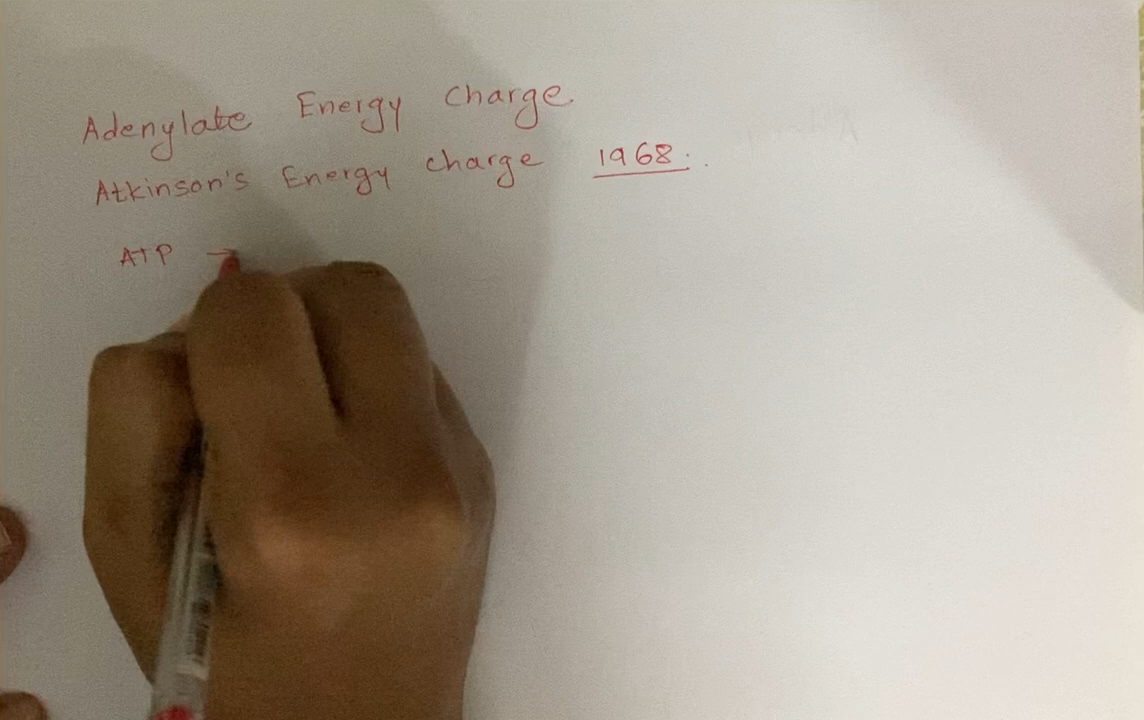 Adenylate Energy Charge.
Atkinson's Energy charge 1968.
ATP →